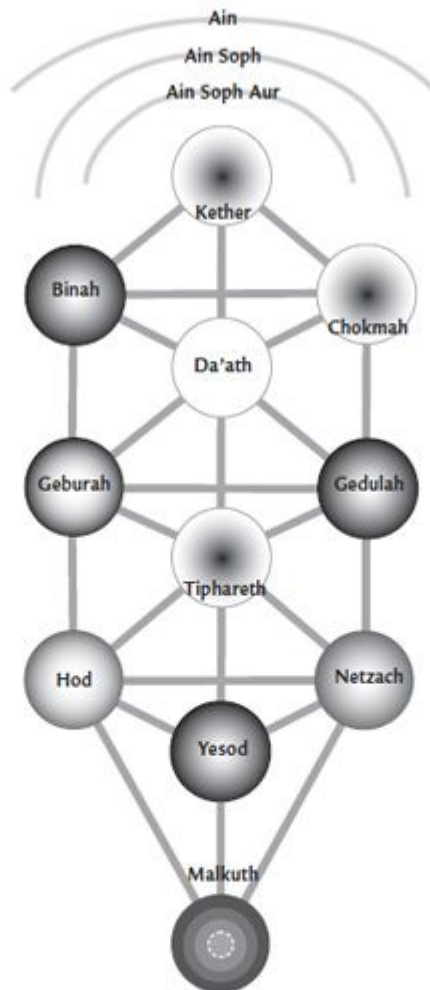 Ain
Ain Soph
Ain Soph Aur
Kether
Binah
Chokmah
Da'ath
Geburah
Gedulah
Tiphareth
Hod
Netzach
Yesod
Malkuth